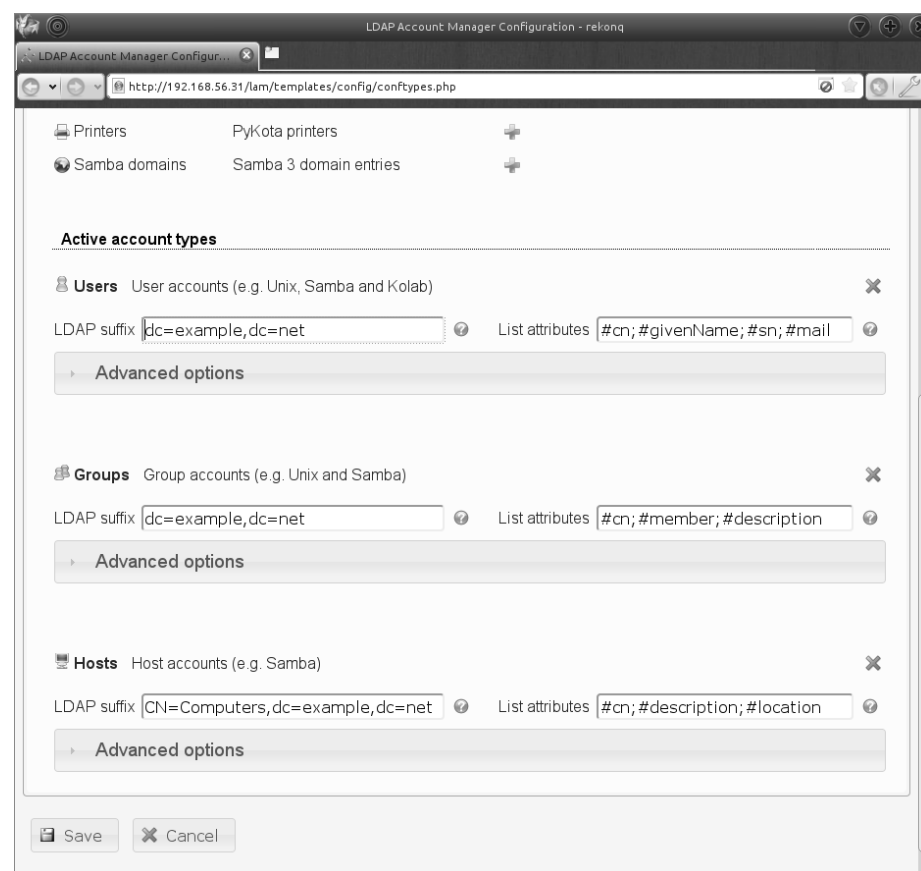 LDAP Account Manager Configuration - rekonq
LDAP Account Manager Configur...
http://192.168.56.31/lam/templates/config/conftypes.php
Printers PyKota printers
Samba domains Samba 3 domain entries
Active account types
Users User accounts (e.g. Unix, Samba and Kolab)
LDAP suffix dc=example,dc=net List attributes #cn;#givenName;#sn;#mail
Advanced options
Groups Group accounts (e.g. Unix and Samba)
LDAP suffix dc=example,dc=net List attributes #cn;#member;#description
Advanced options
Hosts Host accounts (e.g. Samba)
LDAP suffix CN=Computers,dc=example,dc=net List attributes #cn;#description;#location
Advanced options
Save Cancel